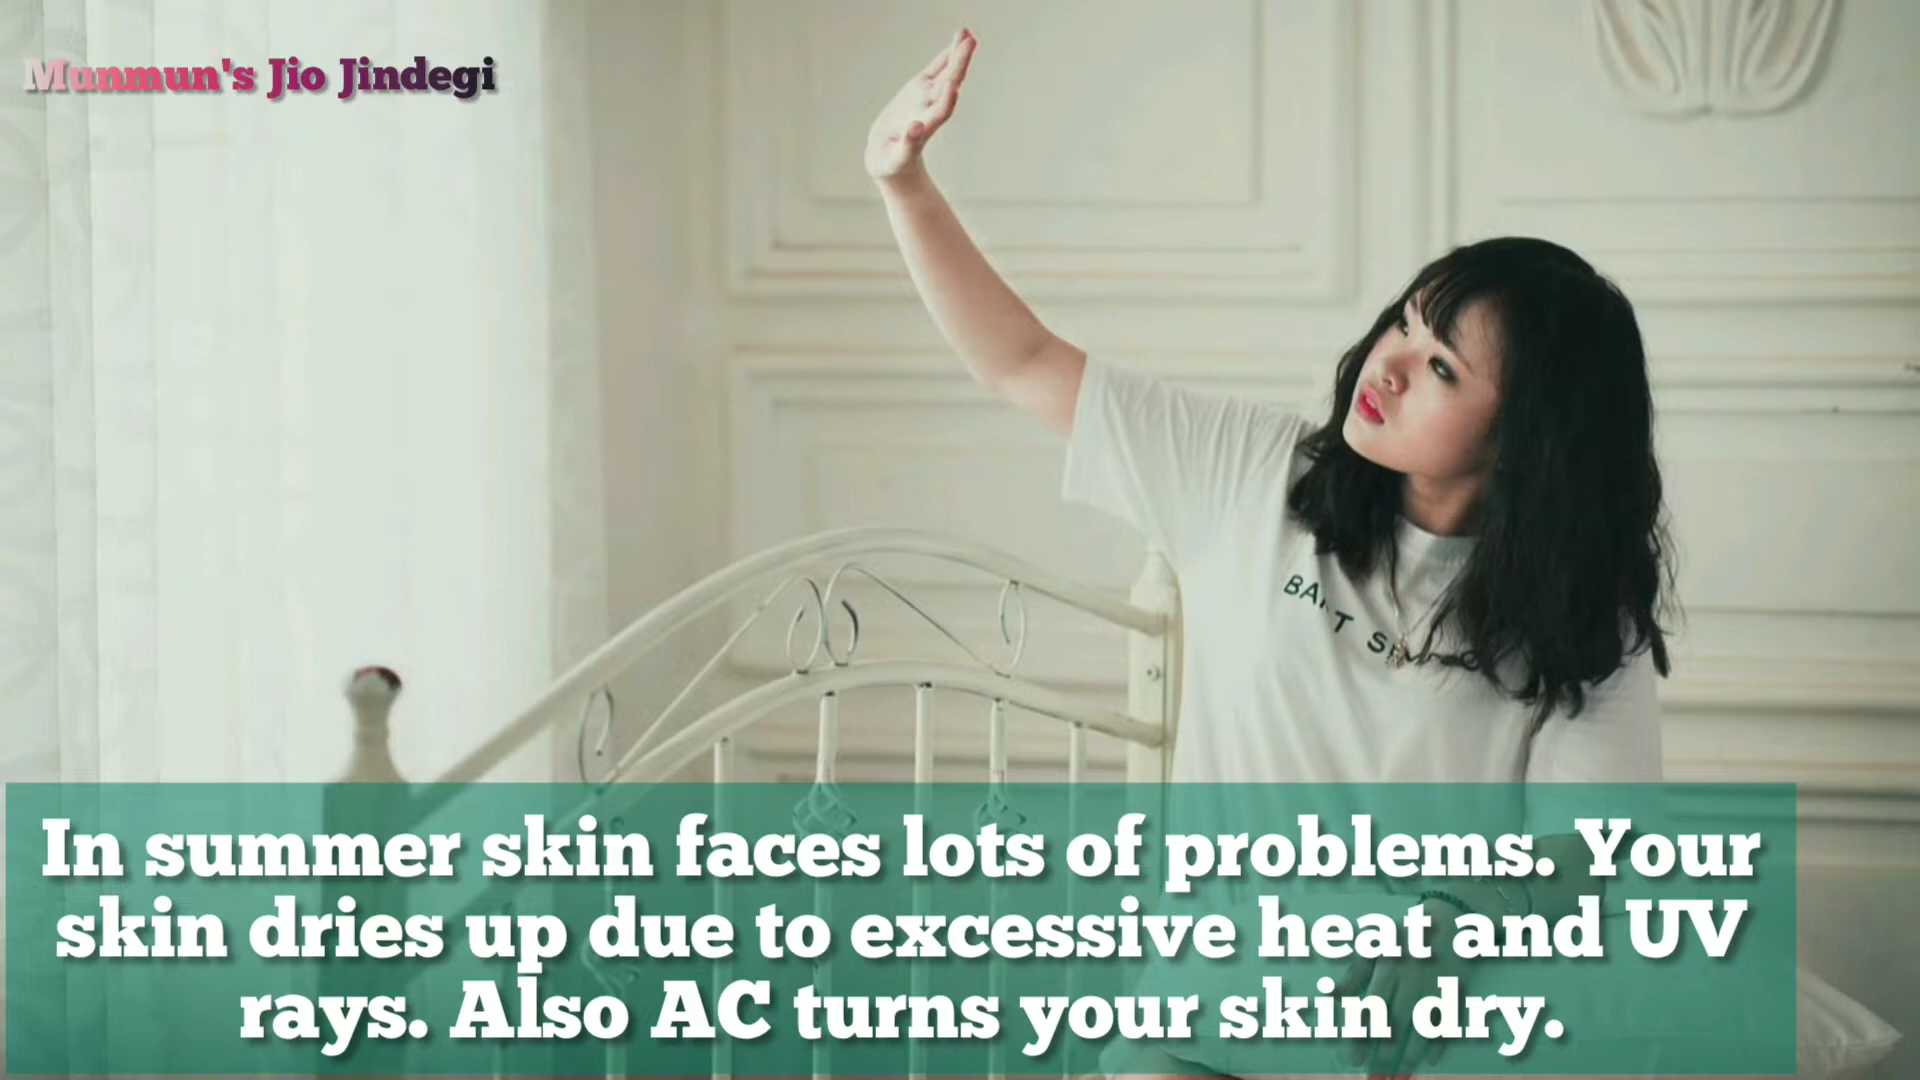 Munmun's Jio Jindegi
In summer skin faces lots of problems. Your
skin dries up due to excessive heat and UV
rays. Also AC turns your skin dry.